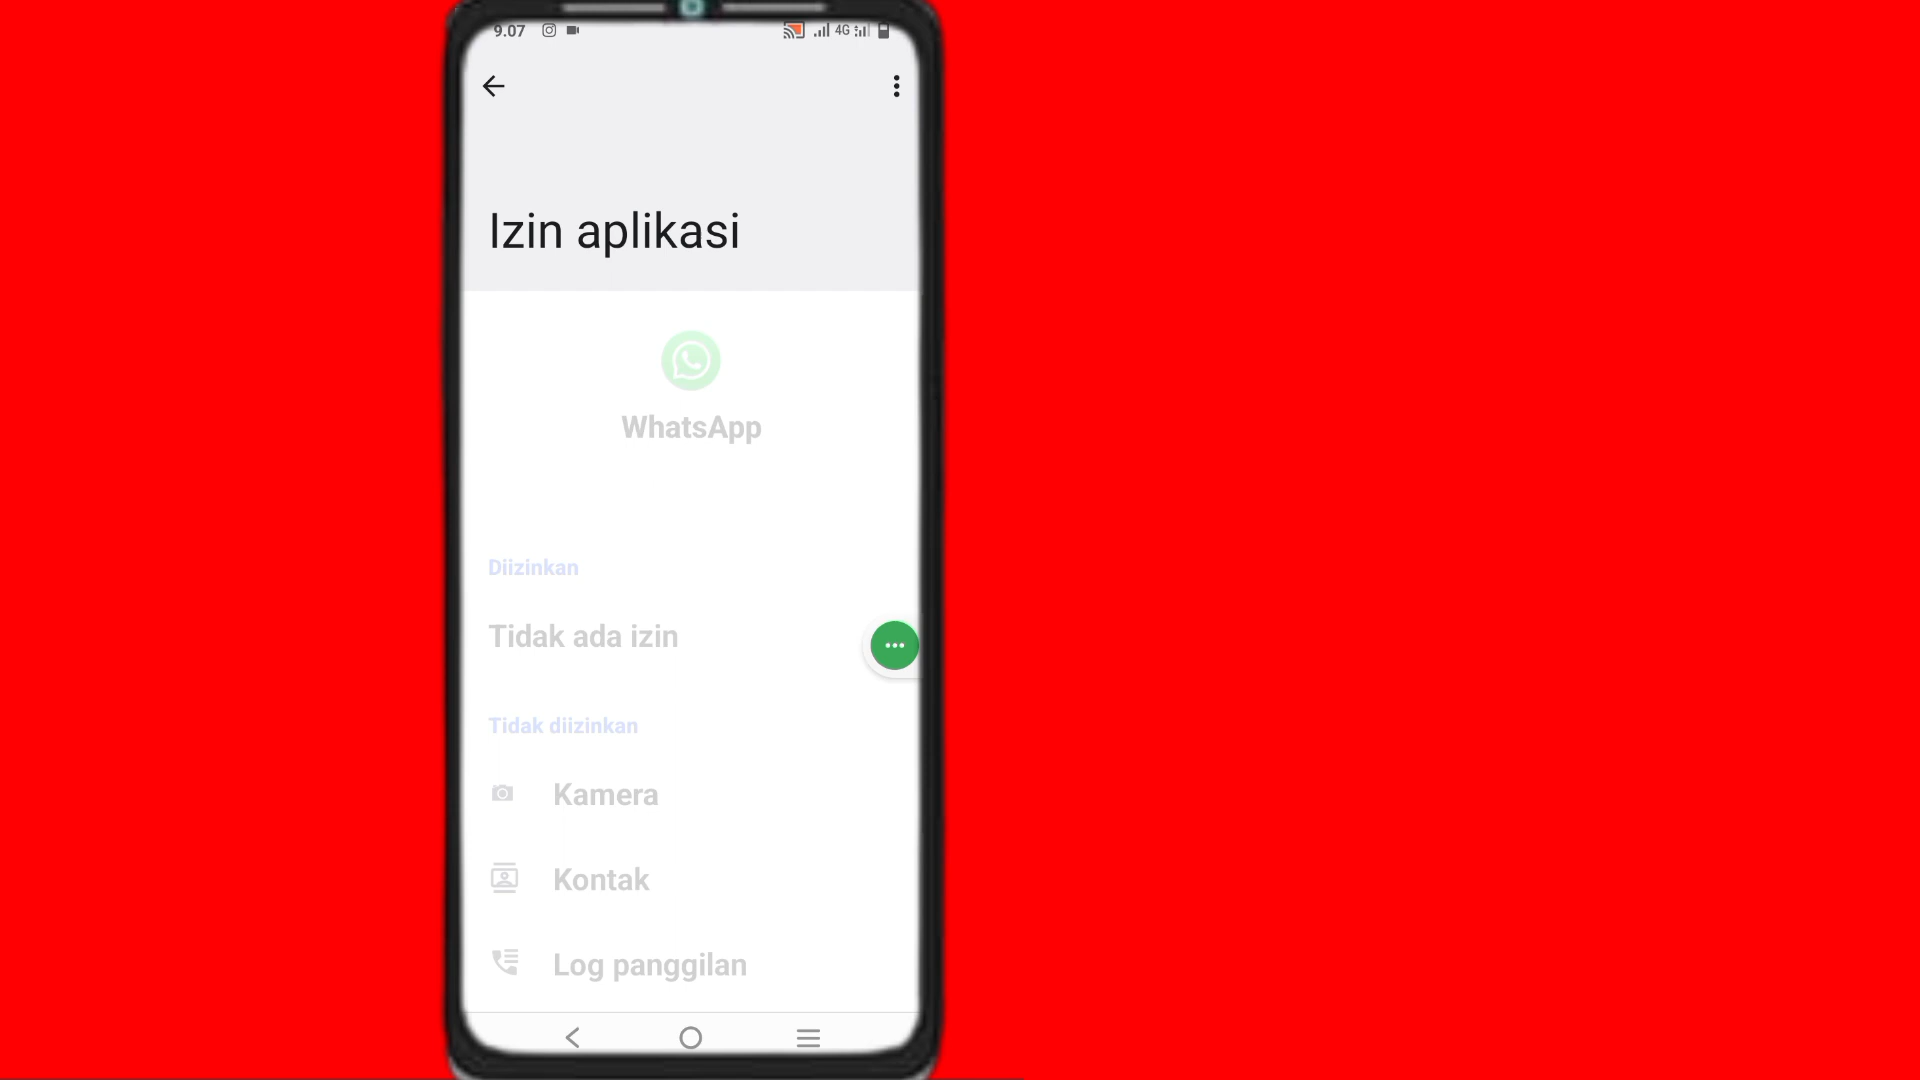 9.07
4G
Izin aplikasi
WhatsApp
Diizinkan
Tidak ada izin
Tidak diizinkan
Kamera
Kontak
Log panggilan